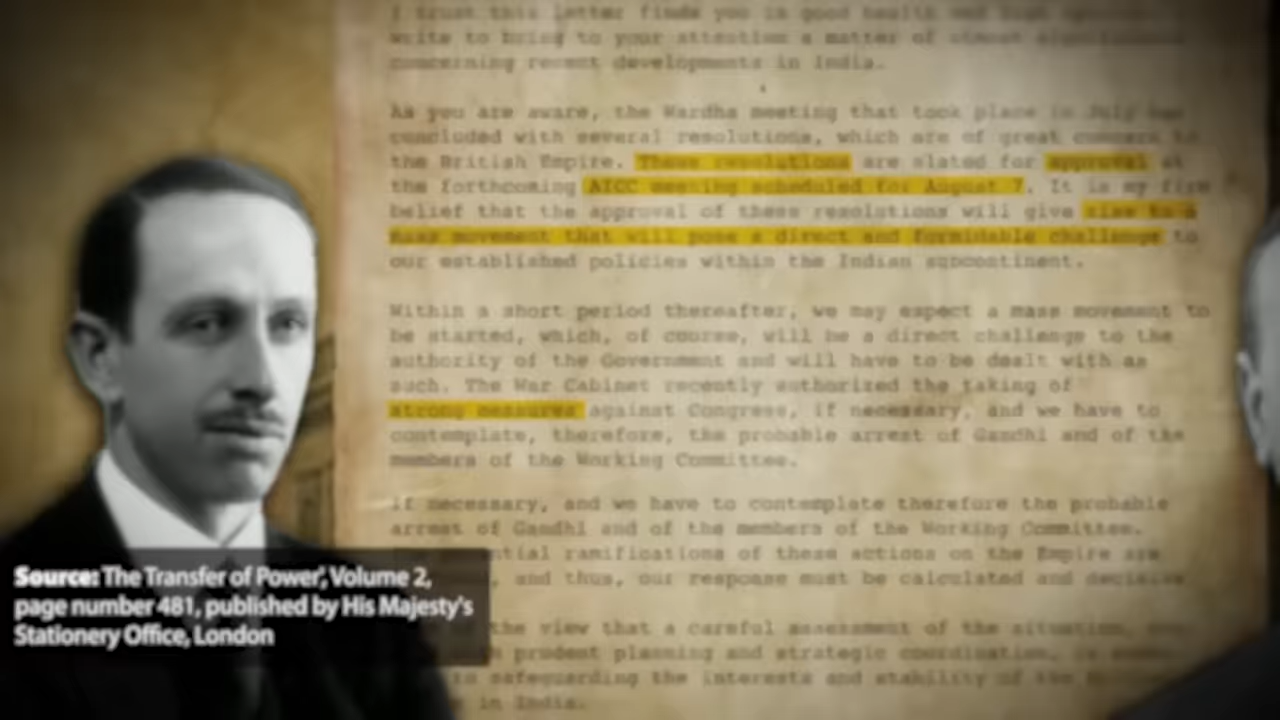 I trust this letter finds you in good health and
write to bring to your attention a matter of utmost
concerning recent developments in India.
As you are aware, the Wardha meeting that took place in July has
concluded with several resolutions, which are of great concern to
the British Empire. These resolutions are slated for approval at
the forthcoming AICC meeting scheduled for August 7. It is my firm
belief that the approval of these resolutions will give rise to a
mass movement that will pose a direct and formidable challenge to
our established policies within the Indian subcontinent.
Within a short period thereafter, we may expect a mass movement to
be started, which, of course, will be a direct challenge to the
authority of the Government and will have to be dealt with as
such. The War Cabinet recently authorized the taking of
strong measures against Congress, if necessary, and we have to
contemplate, therefore, the probable arrest of Gandhi and of the
members of the Working Committee.
If necessary, and we have to contemplate therefore the probable
arrest of Gandhi and of the members of the Working Committee.
ntial ramifications of these actions on the Empire are
, and thus, our response must be calculated and decisive
the view that a careful assessment of the situation,
prudent planning and strategic coordination, is
in safeguarding the interests and stability of the
in India.
Source: The Transfer of Power', Volume 2,
page number 481, published by His Majesty's
Stationery Office, London